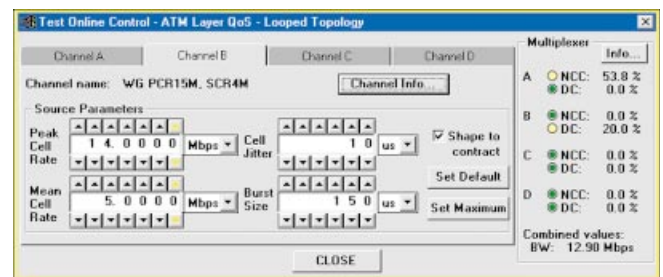 Test Online Control - ATM Layer QoS - Looped Topology
Channel A Channel B Channel C Channel D
Channel name: WG PCR15M, SCR4M Channel Info...
Source Parameters
Peak Cell Rate 1 4. 0 0 0 0 Mbps
Cell Jitter 1 0 us
Shape to contract
Set Default
Mean Cell Rate 5. 0 0 0 0 Mbps
Burst Size 1 5 0 us
Set Maximum
CLOSE
Multiplexer
Info...
A NCC: 53.8 %
DC: 0.0 %
B NCC: 0.0 %
DC: 20.0 %
C NCC: 0.0 %
DC: 0.0 %
D NCC: 0.0 %
DC: 0.0 %
Combined values:
BW: 12.90 Mbps